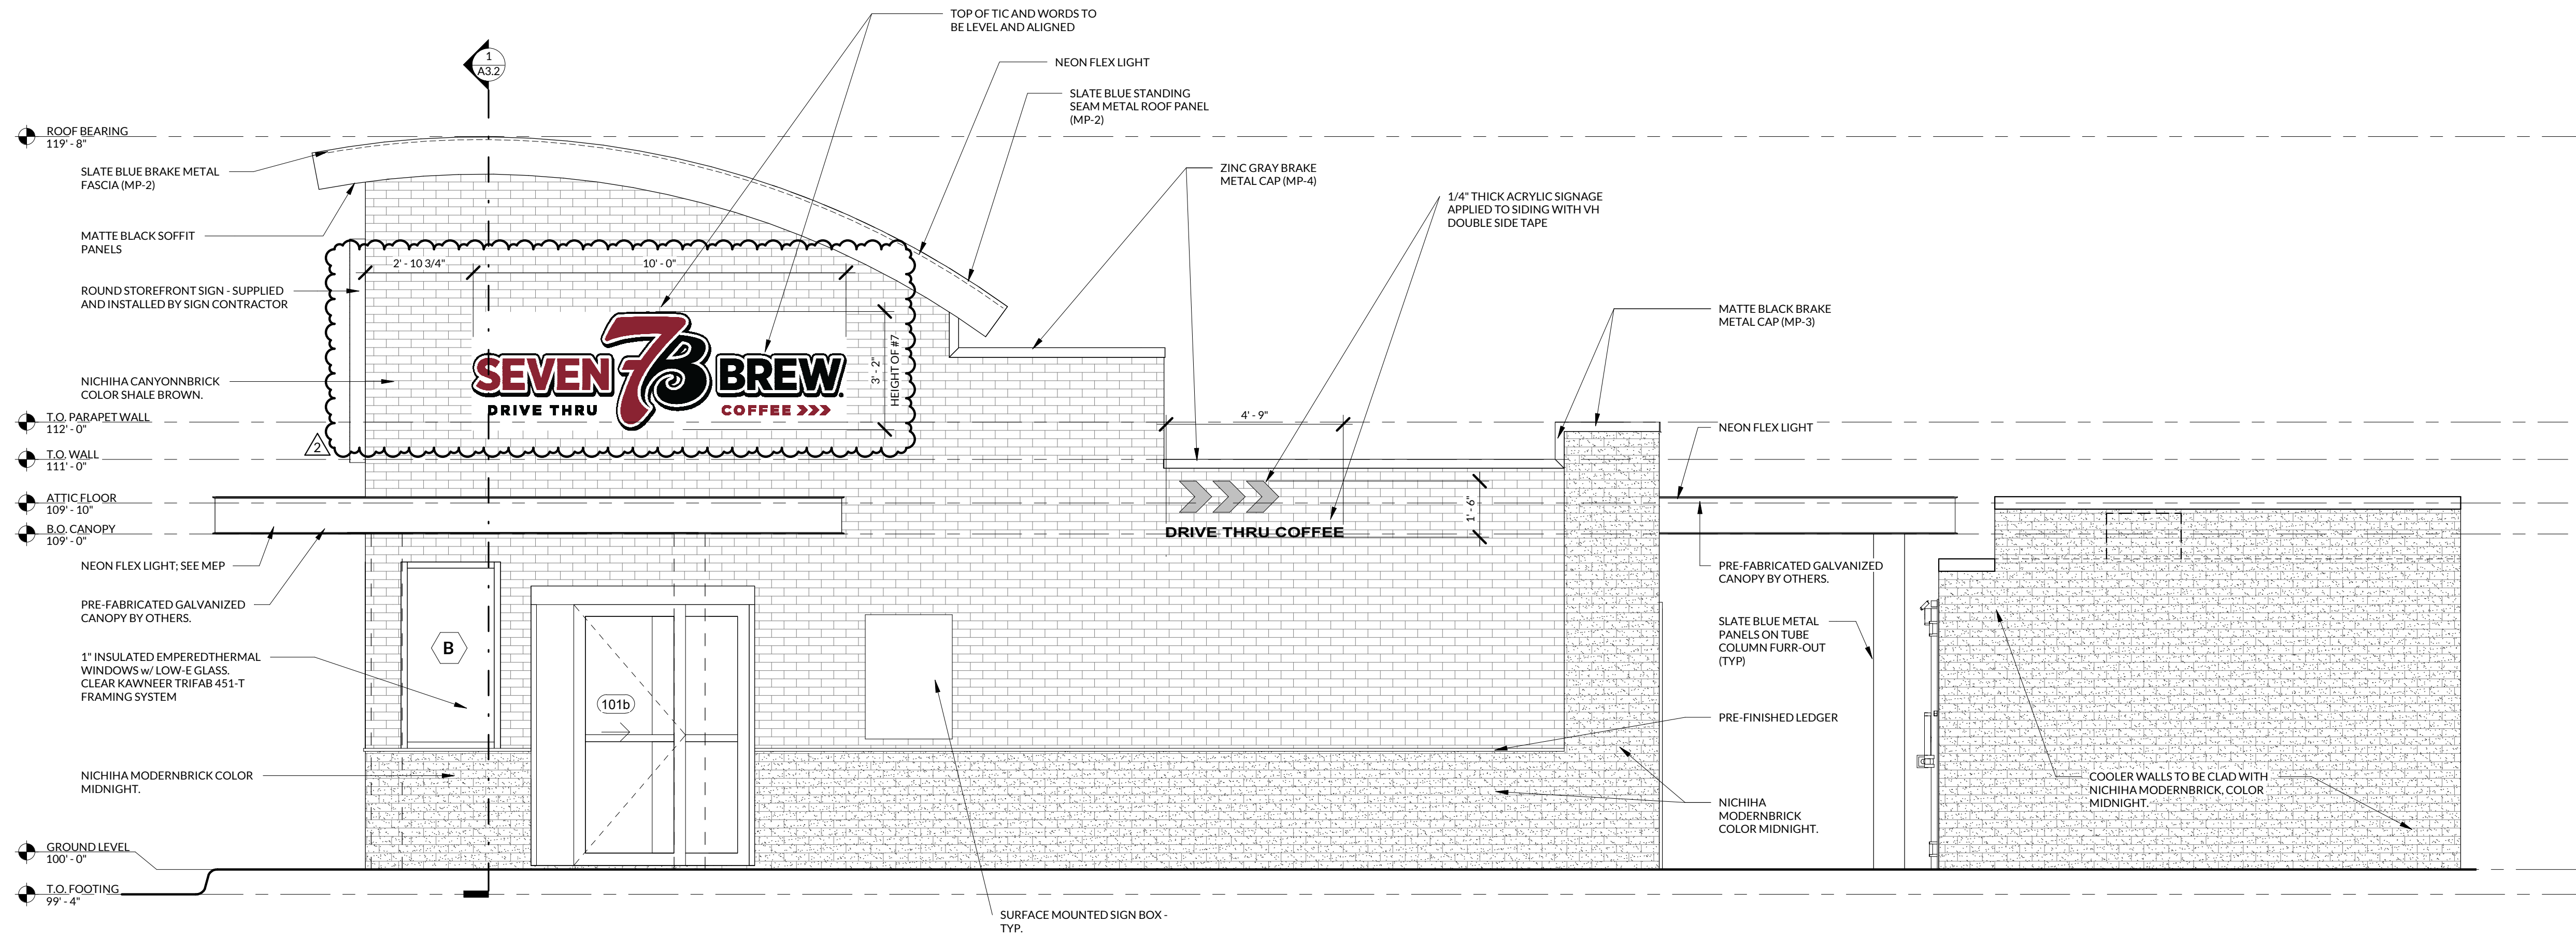 TOP OF TIC AND WORDS TO
BE LEVEL AND ALIGNED
1
A3.2
NEON FLEX LIGHT
SLATE BLUE STANDING
SEAM METAL ROOF PANEL
(MP-2)
ROOF BEARING
119' - 8"
SLATE BLUE BRAKE METAL
FASCIA (MP-2)
ZINC GRAY BRAKE
METAL CAP (MP-4)
1/4" THICK ACRYLIC SIGNAGE
APPLIED TO SIDING WITH VH
DOUBLE SIDE TAPE
MATTE BLACK SOFFIT
PANELS
2' - 10 3/4"
10' - 0"
ROUND STOREFRONT SIGN - SUPPLIED
AND INSTALLED BY SIGN CONTRACTOR
MATTE BLACK BRAKE
METAL CAP (MP-3)
SEVEN 7B BREW.
DRIVE THRU
COFFEE >>>
3' - 2"
HEIGHT OF #7
NICHIHA CANYONNBRICK
COLOR SHALE BROWN.
T.O. PARAPET WALL
112' - 0"
4' - 9"
NEON FLEX LIGHT
2
T.O. WALL
111' - 0"
ATTIC FLOOR
109' - 10"
1' - 6"
B.O. CANOPY
109' - 0"
DRIVE THRU COFFEE
NEON FLEX LIGHT; SEE MEP
PRE-FABRICATED GALVANIZED
CANOPY BY OTHERS.
PRE-FABRICATED GALVANIZED
CANOPY BY OTHERS.
SLATE BLUE METAL
PANELS ON TUBE
COLUMN FURR-OUT
(TYP)
B
1" INSULATED EMPEREDTHERMAL
WINDOWS w/ LOW-E GLASS.
CLEAR KAWNEER TRIFAB 451-T
FRAMING SYSTEM
101b
PRE-FINISHED LEDGER
NICHIHA MODERNBRICK COLOR
MIDNIGHT.
COOLER WALLS TO BE CLAD WITH
NICHIHA MODERNBRICK, COLOR
MIDNIGHT.
NICHIHA
MODERNBRICK
COLOR MIDNIGHT.
GROUND LEVEL
100' - 0"
T.O. FOOTING
99' - 4"
SURFACE MOUNTED SIGN BOX -
TYP.